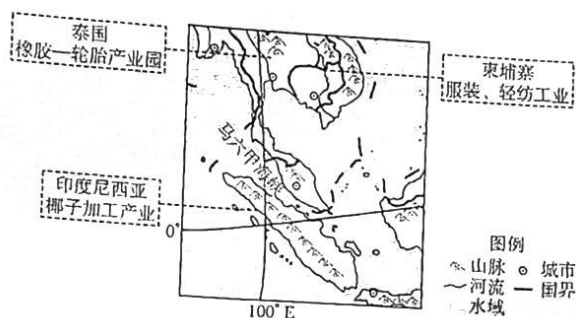 泰国
橡胶—轮胎产业园
柬埔寨
服装、轻纺工业
马六甲海峡
印度尼西亚
椰子加工产业
0°
100°E
图例
山脉 城市
河流 国界
水域